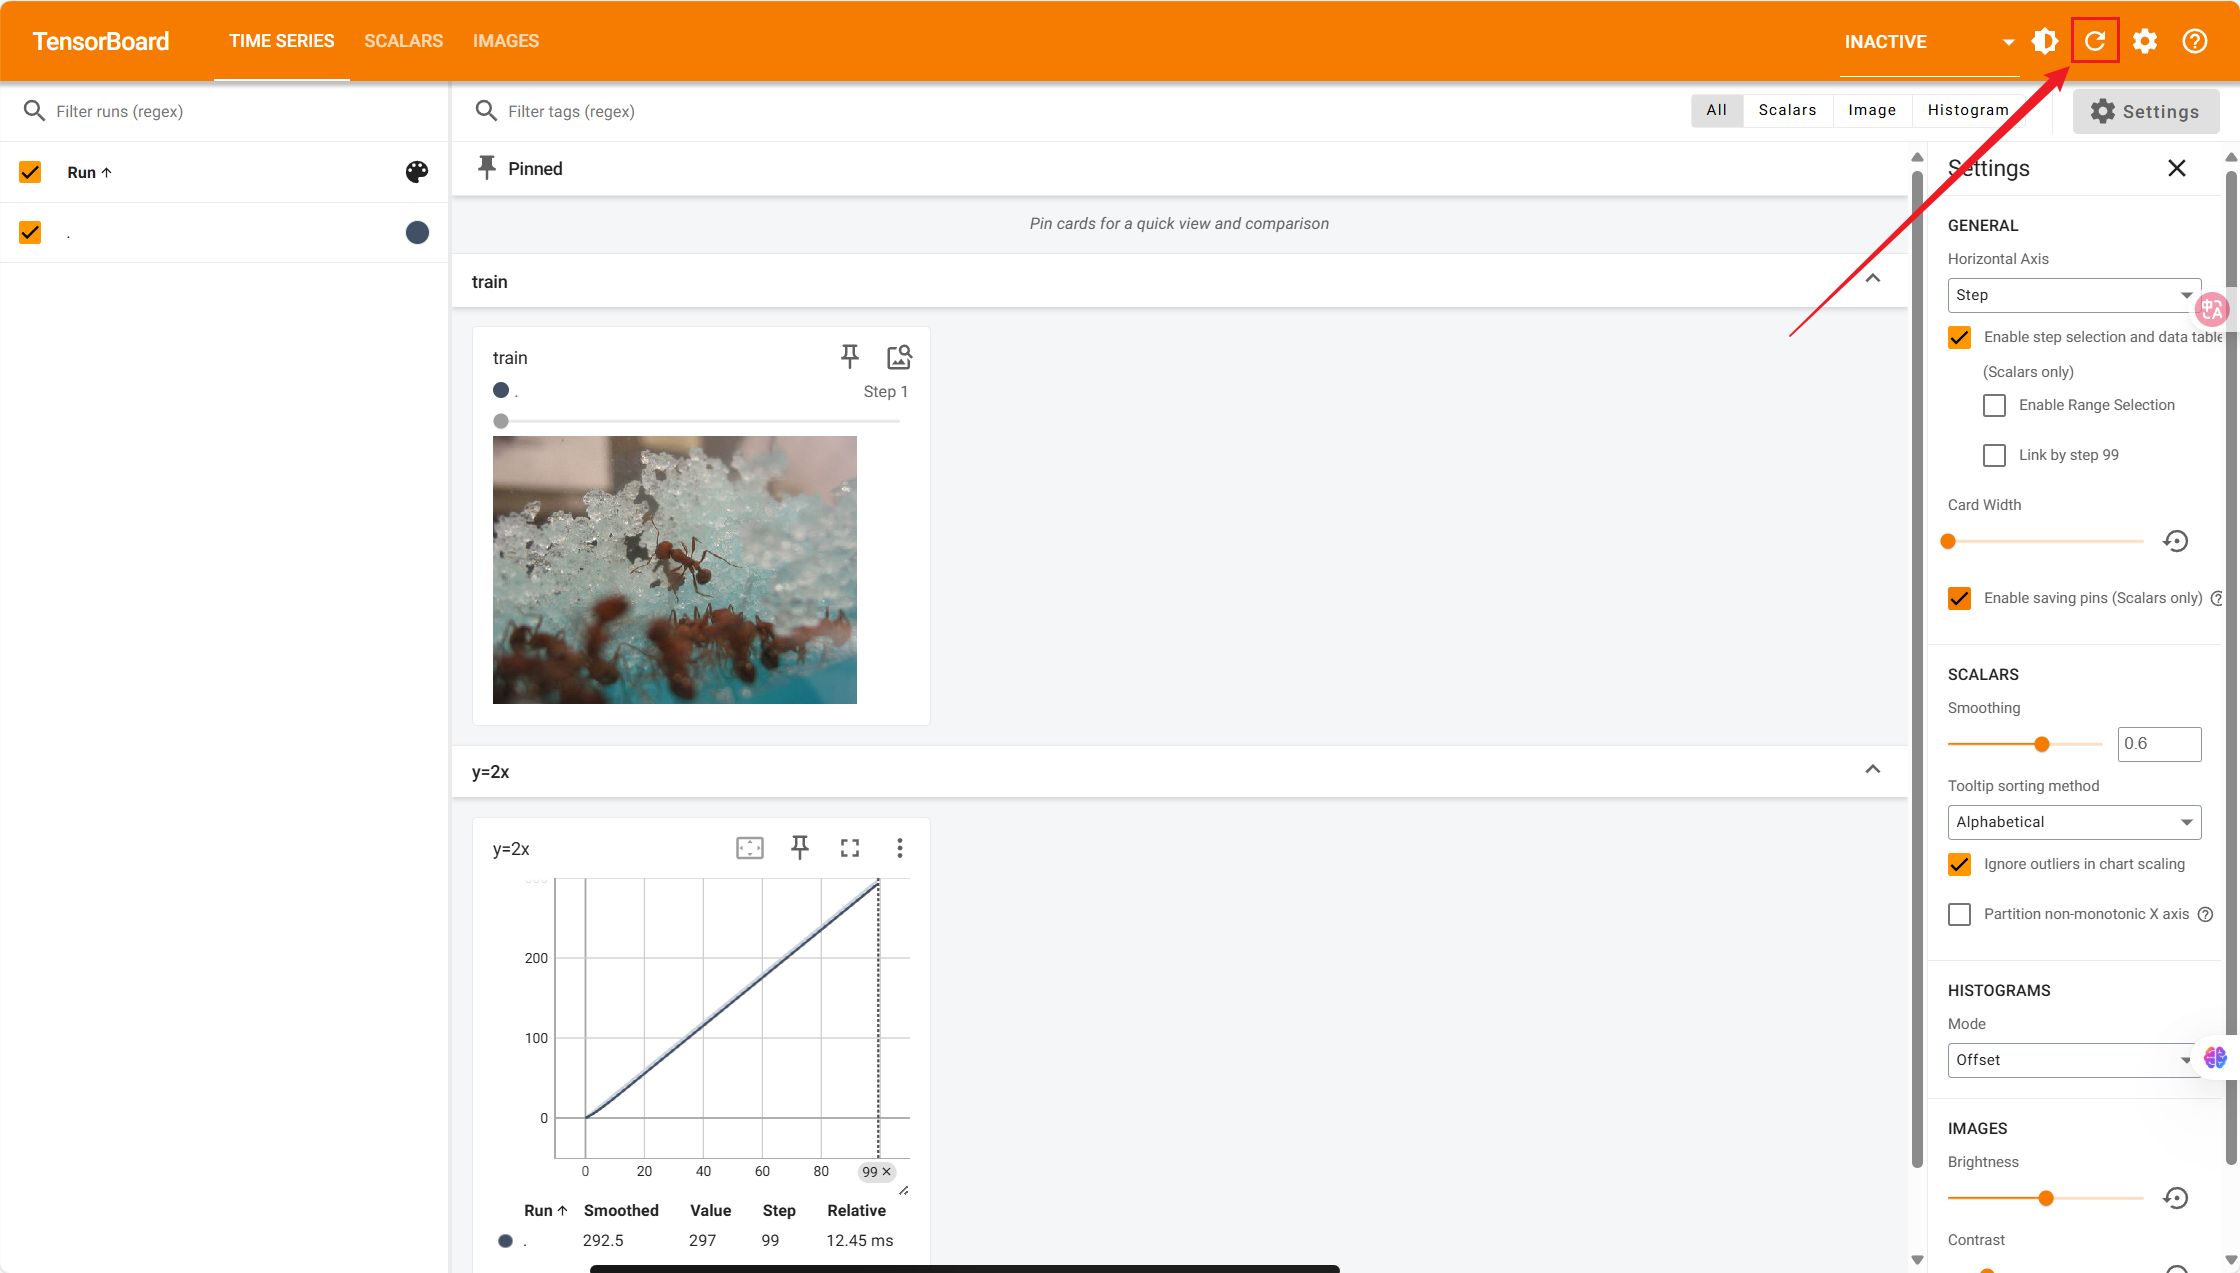 TensorBoard
TIME SERIES
SCALARS
IMAGES
INACTIVE
Filter runs (regex)
Filter tags (regex)
All
Scalars
Image
Histogram
Settings
Run
.
Pinned
Pin cards for a quick view and comparison
train
train
.
Step 1
y=2x
y=2x
200
100
0
0
20
40
60
80
99
Run
Smoothed
Value
Step
Relative
.
292.5
297
99
12.45 ms
Settings
GENERAL
Horizontal Axis
Step
Enable step selection and data table
(Scalars only)
Enable Range Selection
Link by step 99
Card Width
Enable saving pins (Scalars only)
SCALARS
Smoothing
0.6
Tooltip sorting method
Alphabetical
Ignore outliers in chart scaling
Partition non-monotonic X axis
HISTOGRAMS
Mode
Offset
IMAGES
Brightness
Contrast